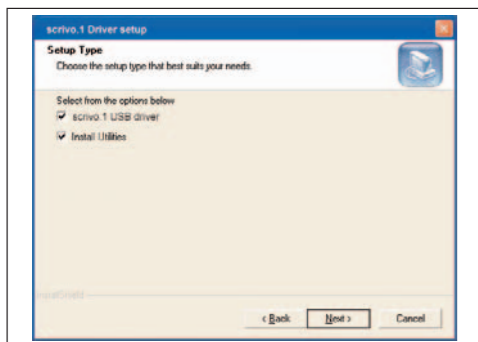 scrivo.1 Driver setup
Setup Type
Choose the setup type that best suits your needs.
Select from the options below
scrivo.1 USB driver
Install Utilities
InstallShield
< Back Next > Cancel